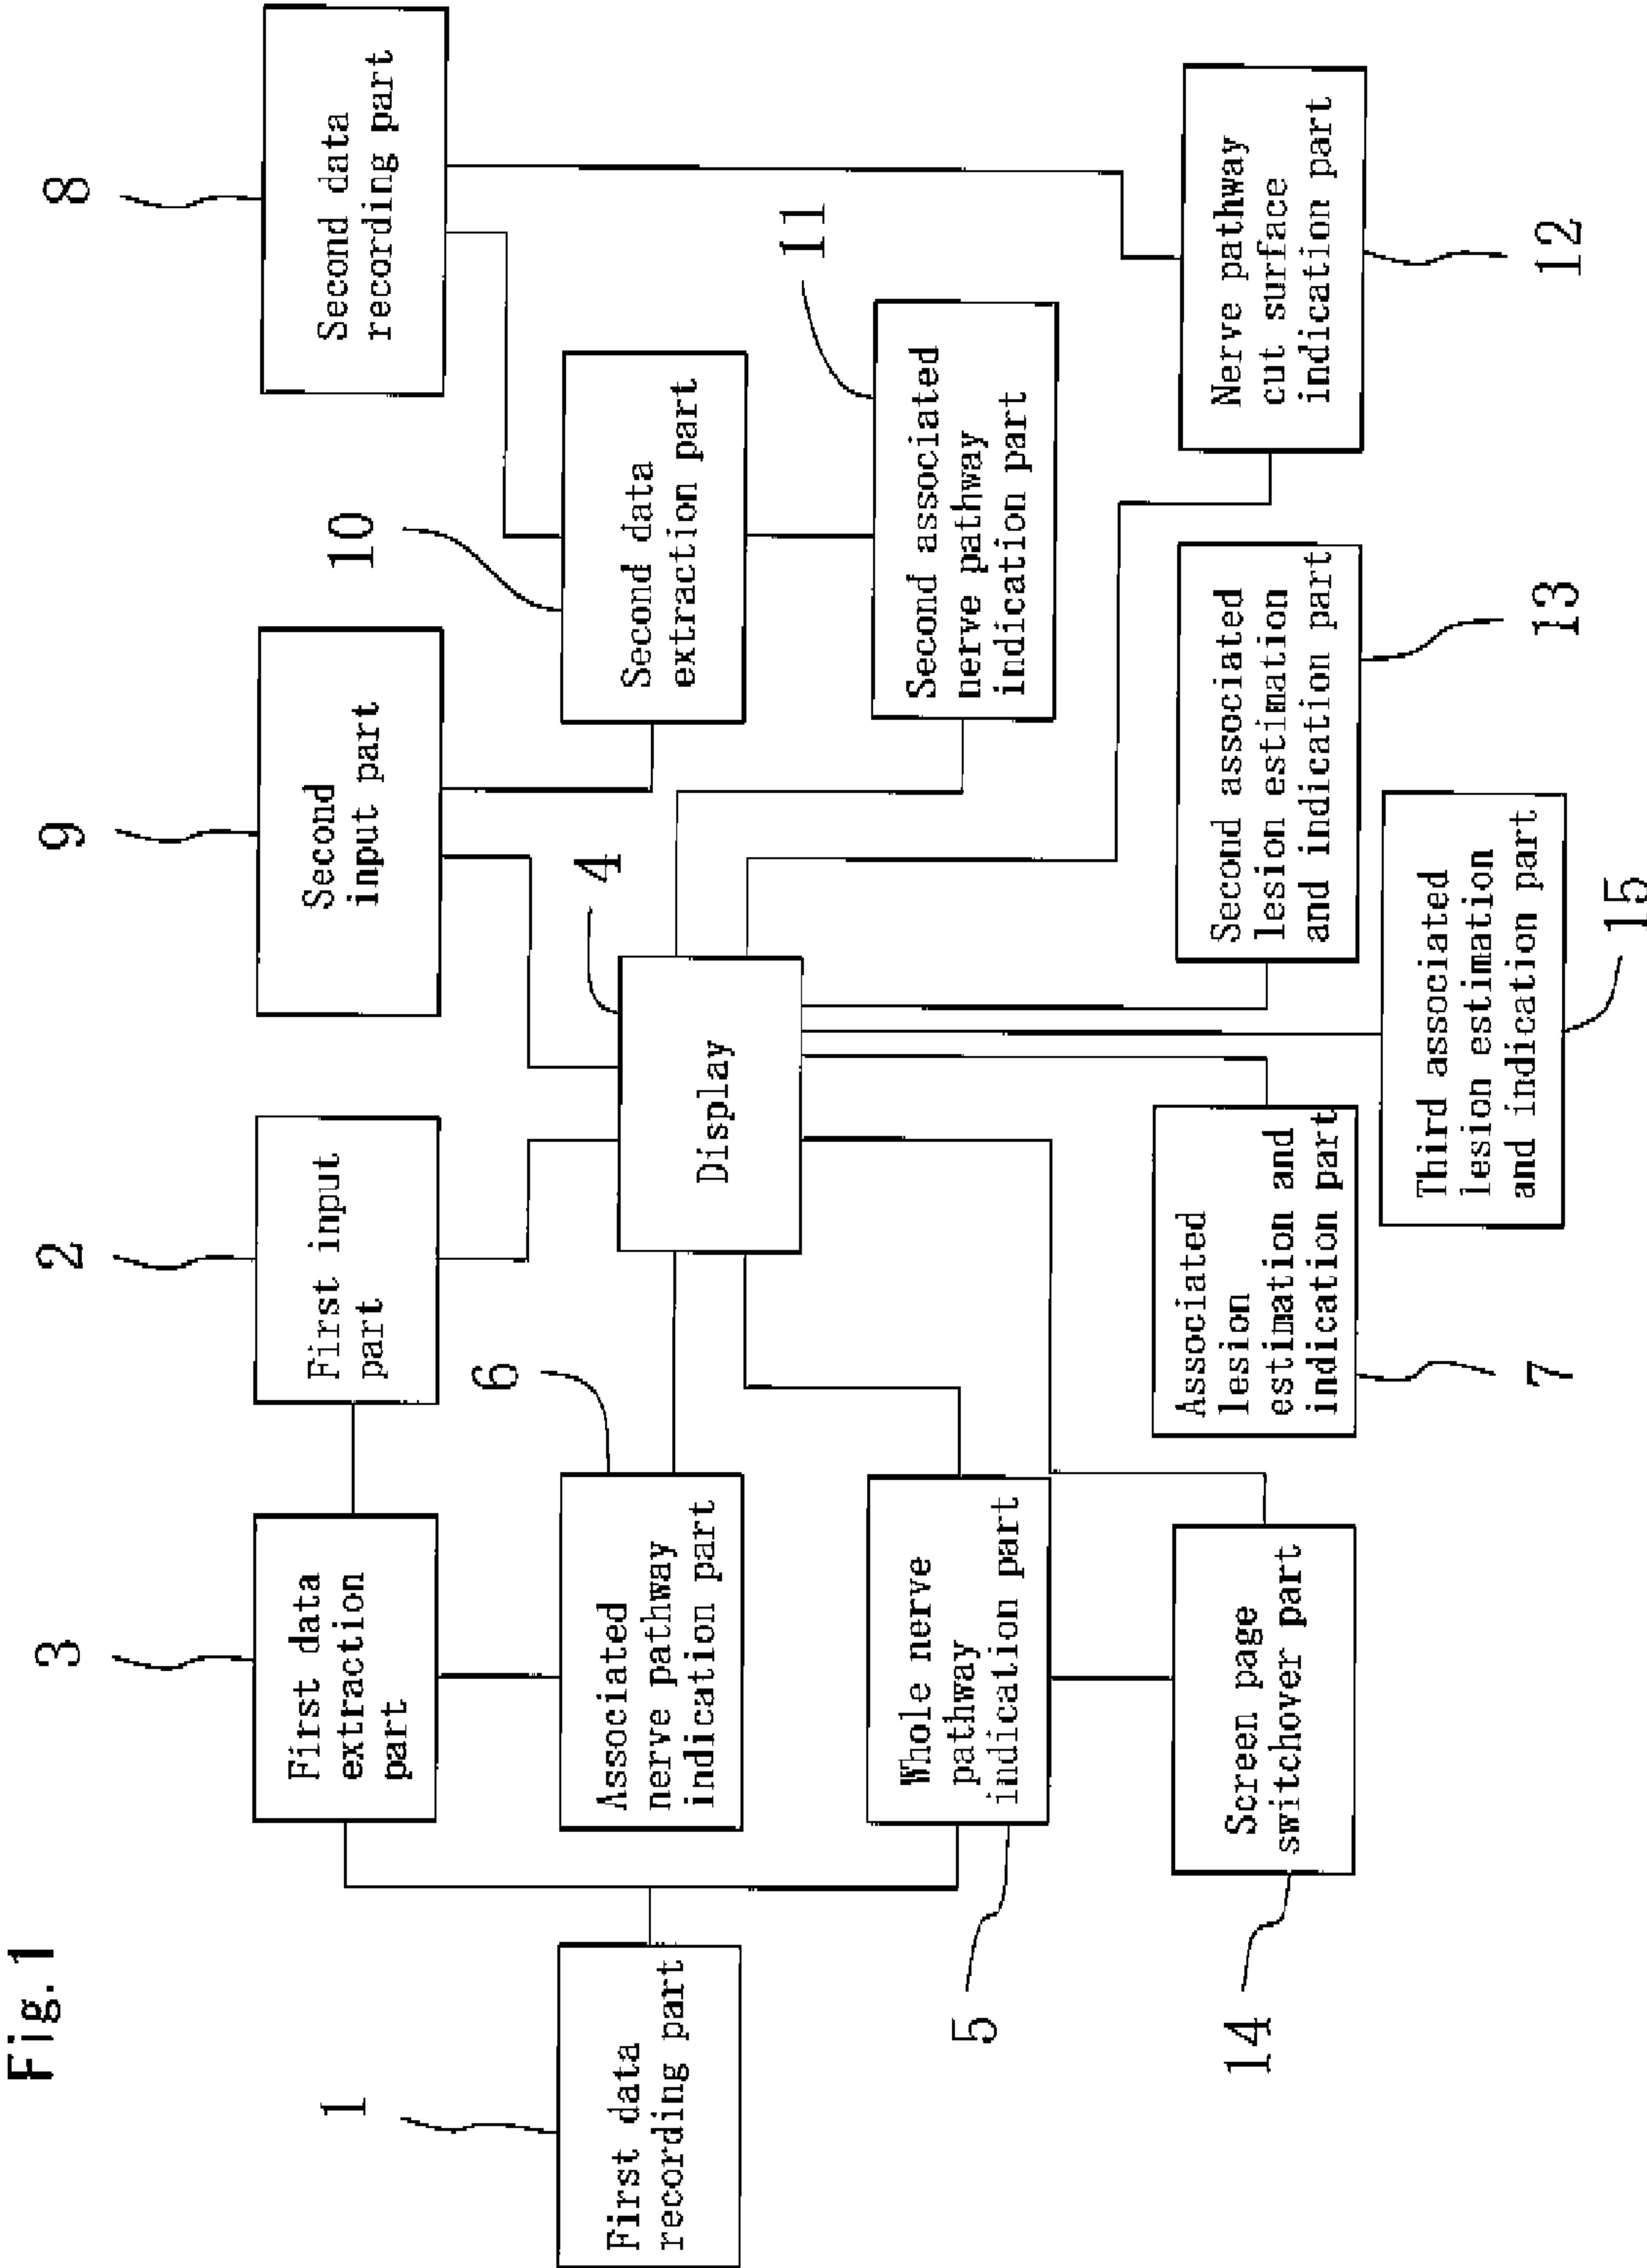 Fig.1
3
2
9
8
First data
extraction
part
First input
part
Second
input part
Second data
recording part
1
6
4
10
First data
recording part
Associated
nerve pathway
indication part
Display
Second data
extraction part
11
Whole nerve
pathway
indication part
Second associated
nerve pathway
indication part
5
Screen page
switchover part
Associated
lesion
estimation and
indication part
Second associated
lesion estimation
and indication part
Nerve pathway
cut surface
indication part
14
7
Third associated
lesion estimation
and indication part
13
12
15